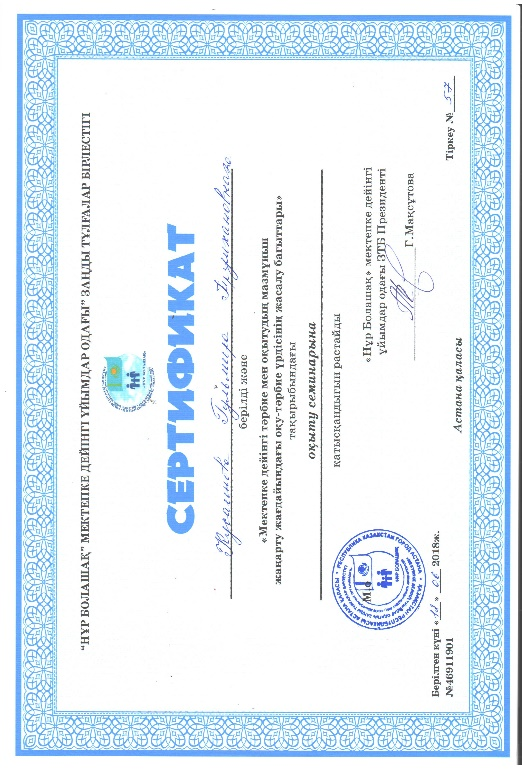 "НҰР БОЛАШАҚ" МЕКТЕПКЕ ДЕЙІНГІ ҰЙЫМДАР ОДАҒЫ" ЗАҢДЫ ТҰЛҒАЛАР БІРЛЕСТІГІ
СЕРТИФИКАТ
берілді және
«Мектепке дейінгі тәрбие мен оқытудың мазмұнын
жаңарту жағдайындағы оқу-тәрбие үрдісінің жасалу бағыттары»
тақырыбындағы
оқыту семинарына
қатысқандығын растайды
«Нұр Болашақ» мектепке дейінгі
ұйымдар одағы ЗТБ Президенті
Г.Мақсұтова
М.о
Берілген күні « » 2018ж.
№46911901
Тіркеу № 57
Астана қаласы